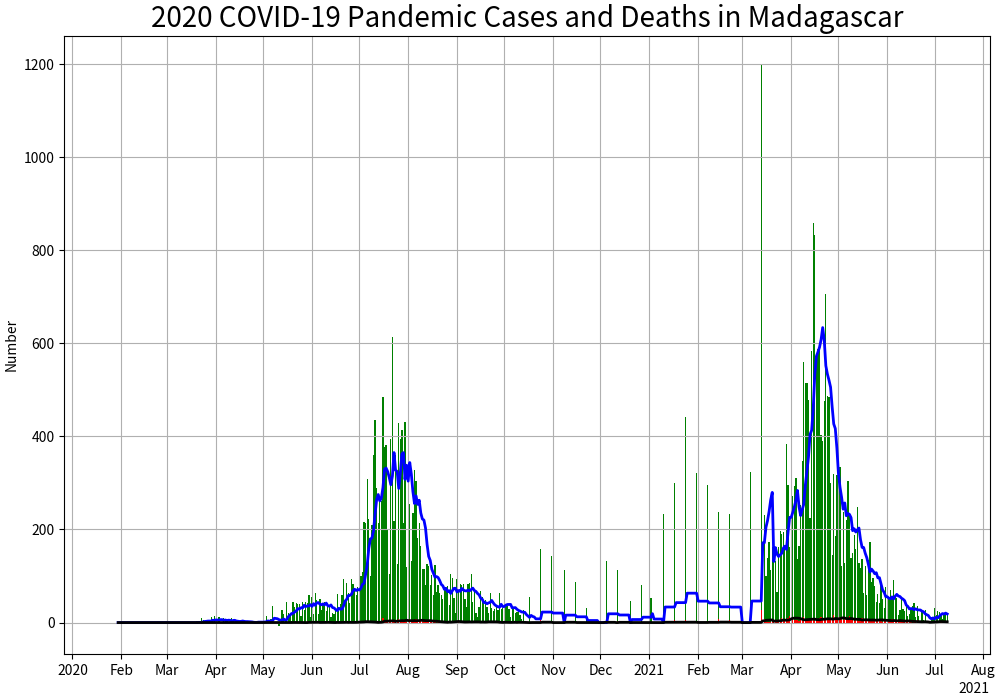 2020 COVID-19 Pandemic Cases and Deaths in Madagascar
1200
1000
800
600
400
200
0
Number
2020 Feb Mar Apr May Jun Jul Aug Sep Oct Nov Dec 2021 Feb Mar Apr May Jun Jul Aug
2021